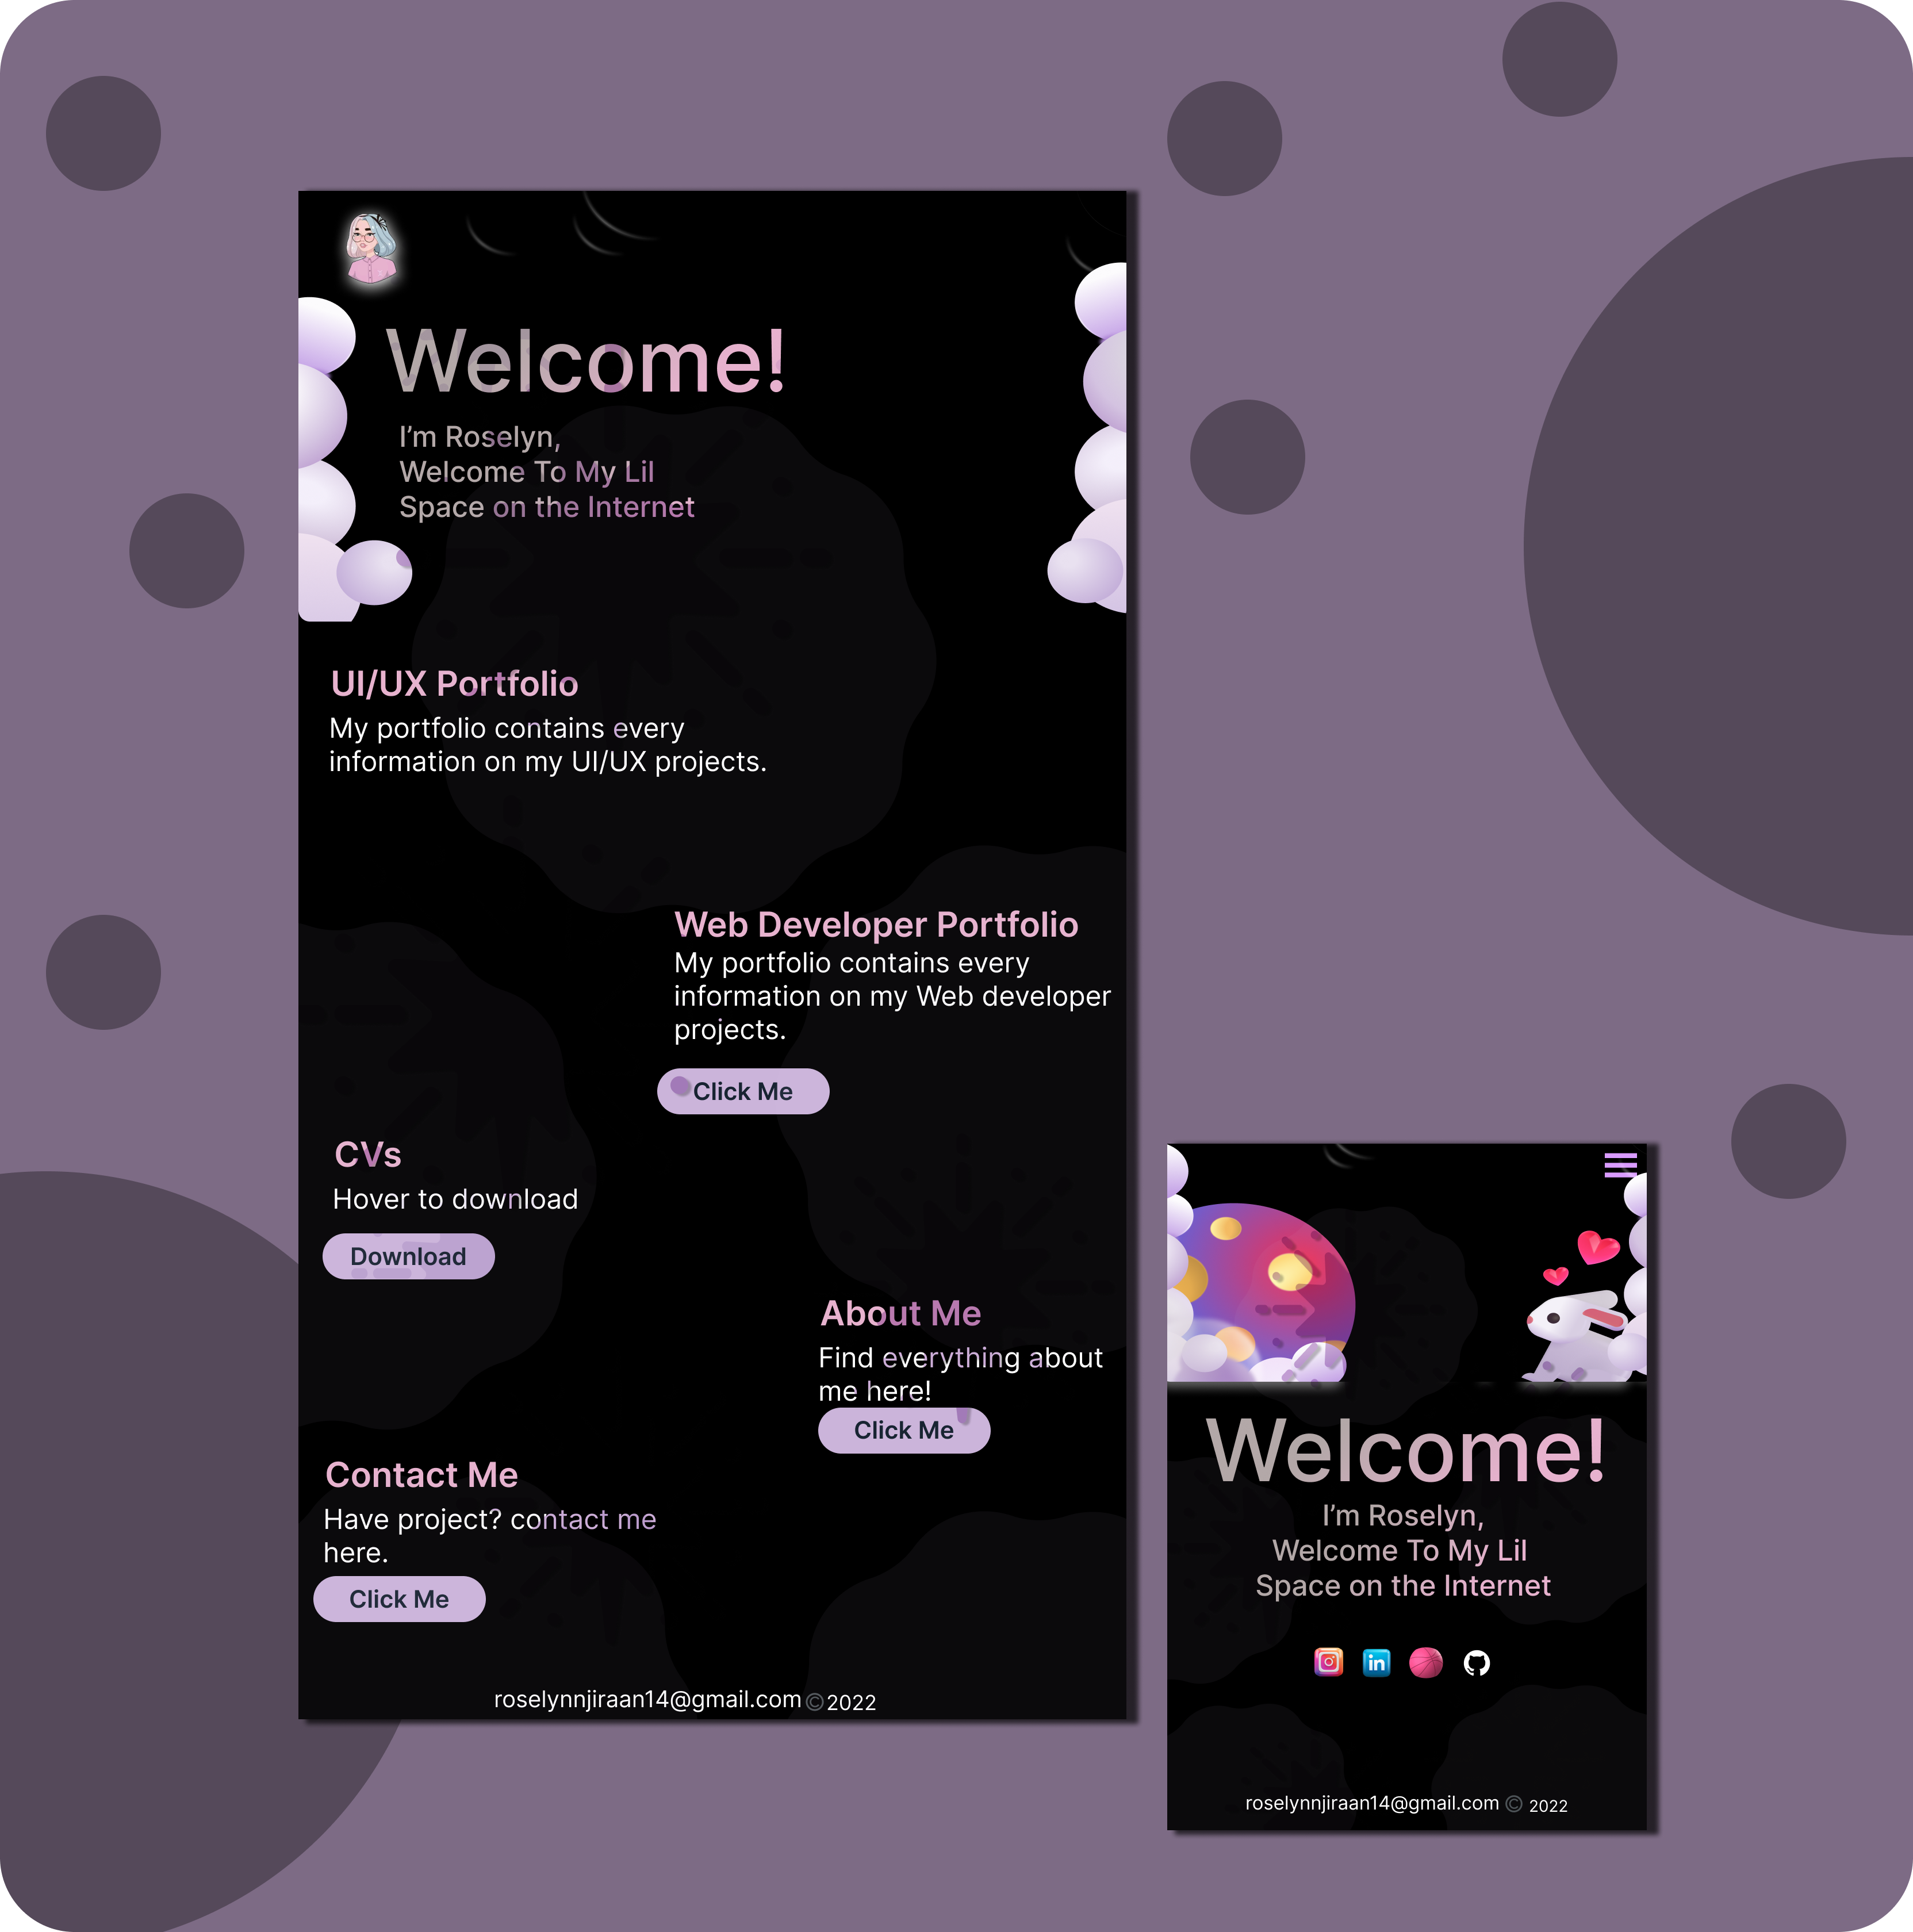 Welcome!
I’m Roselyn,
Welcome To My Lil
Space on the Internet
UI/UX Portfolio
My portfolio contains every
information on my UI/UX projects.
Web Developer Portfolio
My portfolio contains every
information on my Web developer
projects.
Click Me
CVs
Hover to download
Download
About Me
Find everything about
me here!
Click Me
Contact Me
Have project? contact me
here.
Click Me
roselynnjiraan14@gmail.com ©2022
Welcome!
I’m Roselyn,
Welcome To My Lil
Space on the Internet
in
roselynnjiraan14@gmail.com © 2022